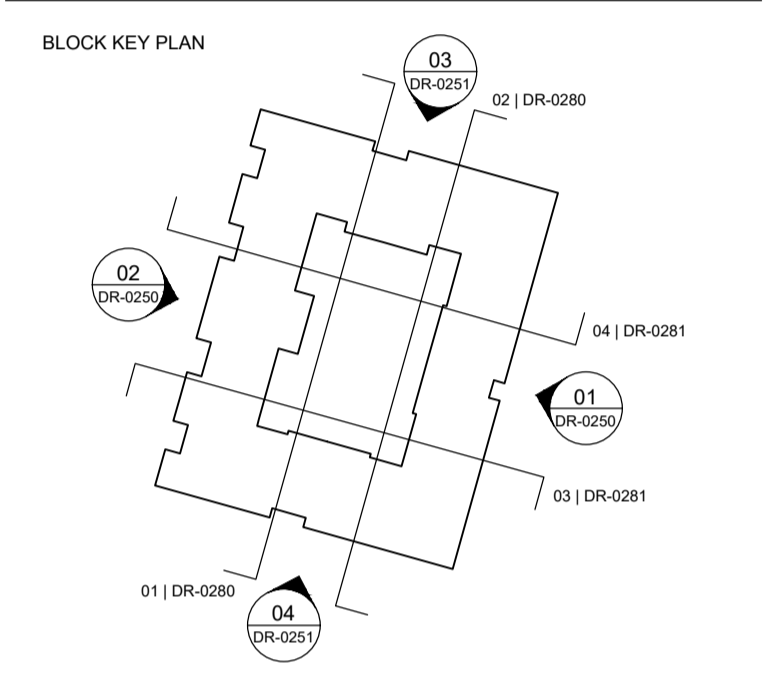 BLOCK KEY PLAN
03
DR-0251
02 | DR-0280
02
DR-0250
04 | DR-0281
01
DR-0250
03 | DR-0281
01 | DR-0280
04
DR-0251